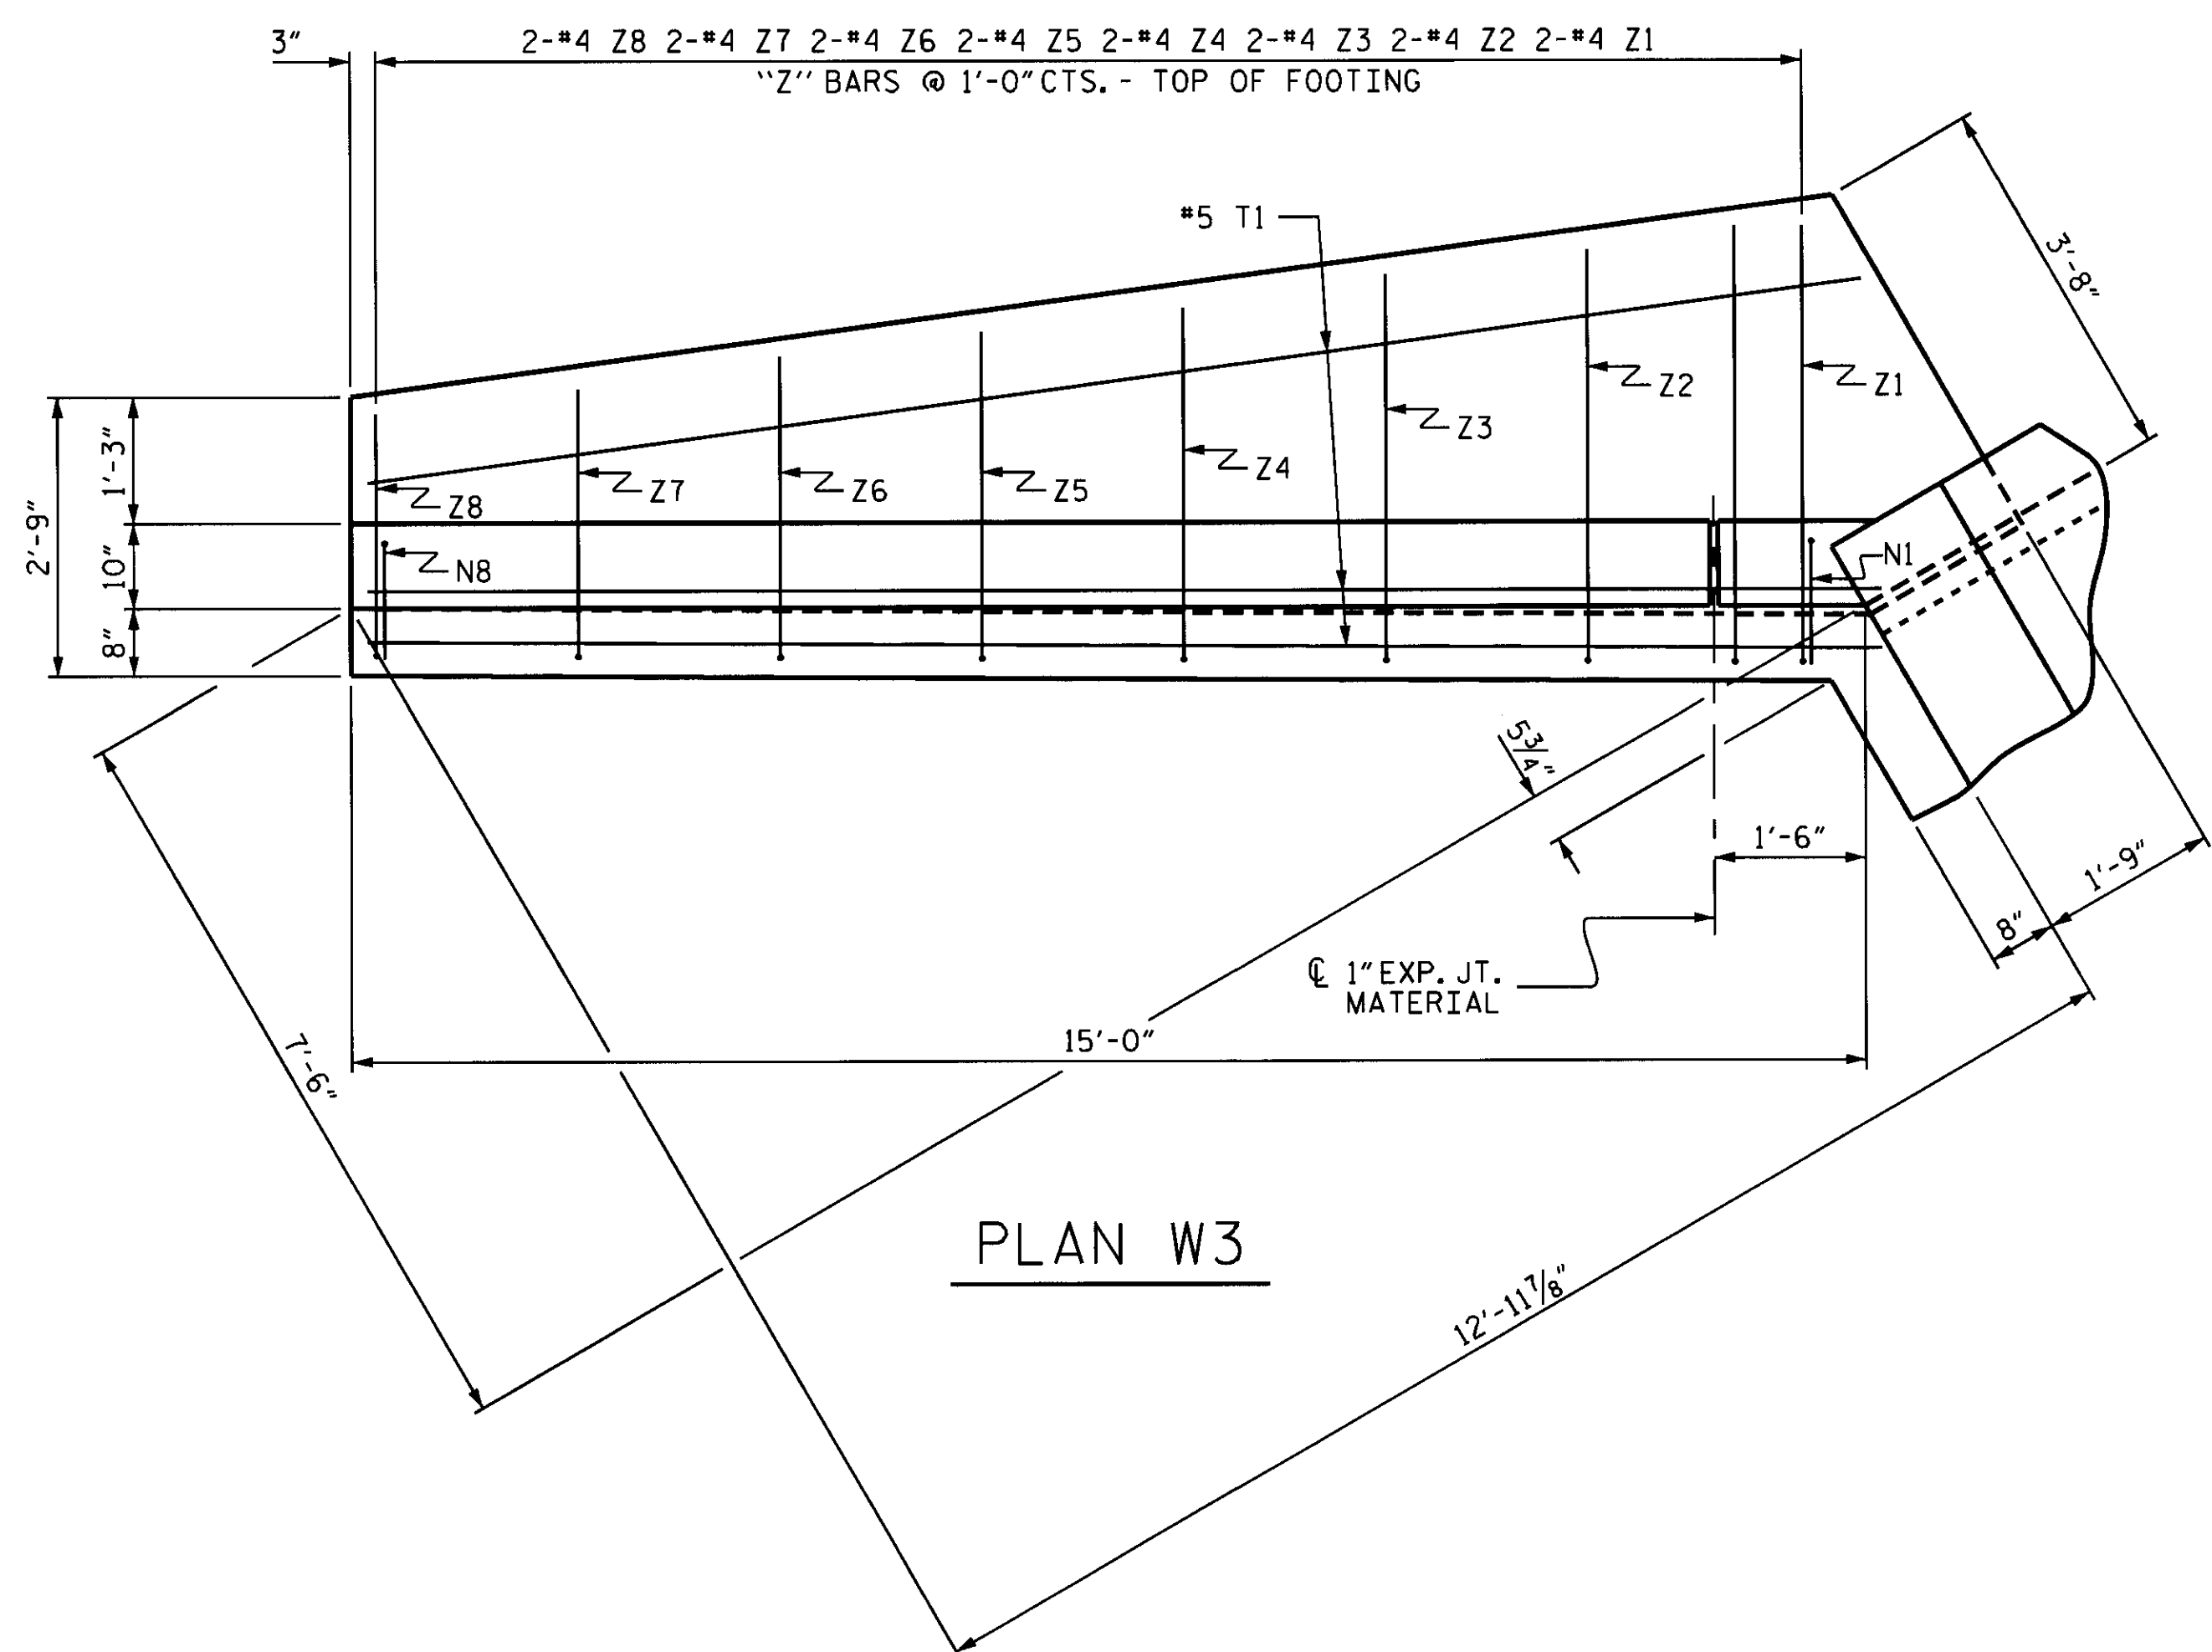 3"
2-#4 Z8 2-#4 Z7 2-#4 Z6 2-#4 Z5 2-#4 Z4 2-#4 Z3 2-#4 Z2 2-#4 Z1
"Z" BARS @ 1'-0" CTS. - TOP OF FOOTING
#5 T1
3'-8"
Z1
Z2
Z3
Z4
Z5
Z6
Z7
Z8
2'-9"
1'-3"
10"
8"
N8
N1
5 3/4"
1'-6"
1'-9"
8"
℄ 1" EXP. JT.
MATERIAL
15'-0"
7'-6"
12'-11 7/8"
PLAN W3